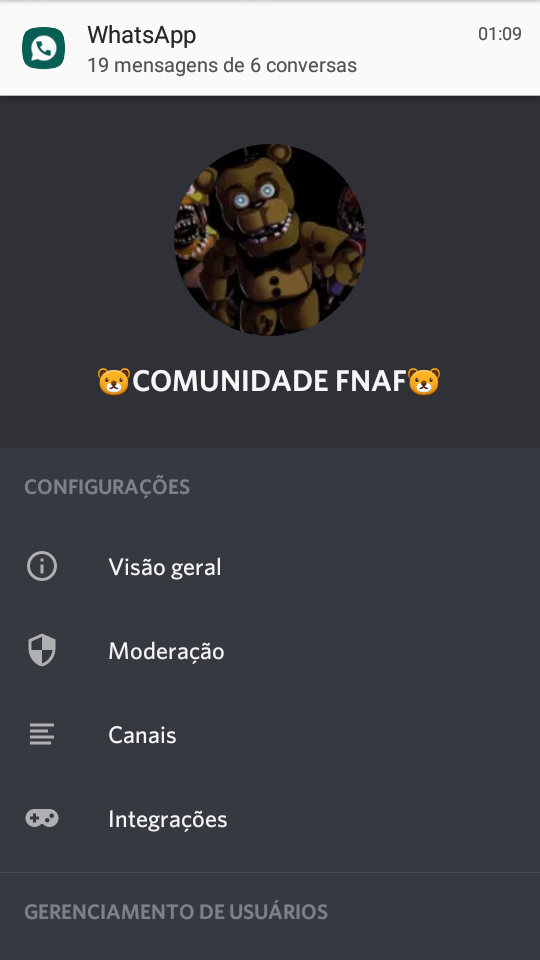 WhatsApp
01:09
19 mensagens de 6 conversas
🐻COMUNIDADE FNAF🐻
CONFIGURAÇÕES
Visão geral
Moderação
Canais
Integrações
GERENCIAMENTO DE USUÁRIOS